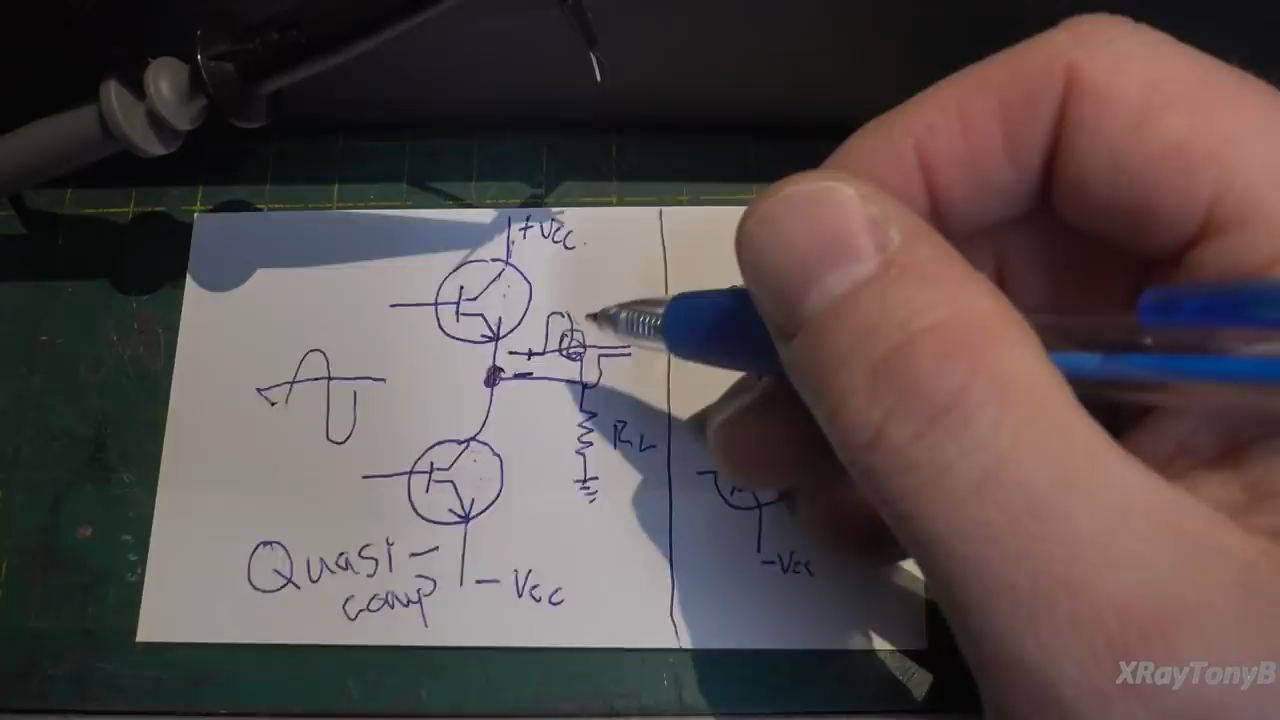 +Vcc
RL
Quasi-
comp
-Vcc
-Vcc
XRayTonyB